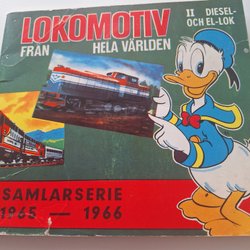 LOKOMOTIV
FRÅN HELA VÄRLDEN
II DIESEL-
OCH EL-LOK
SAMLARSERIE
1965 — 1966